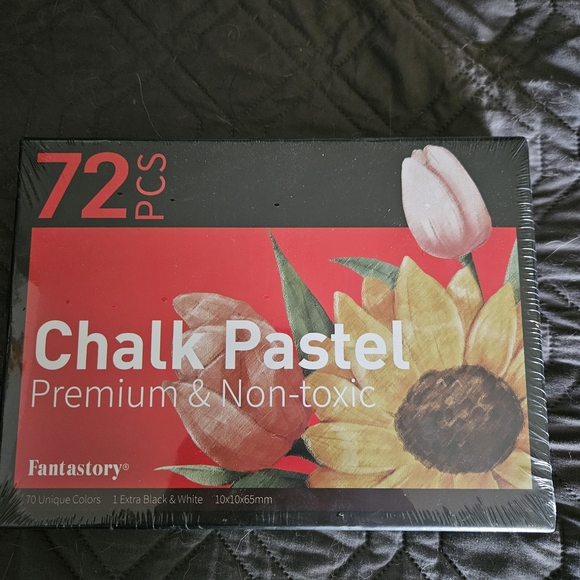 72 PCS
Chalk Pastel
Premium & Non-toxic
Fantastory®
70 Unique Colors 1 Extra Black & White 10x10x65mm